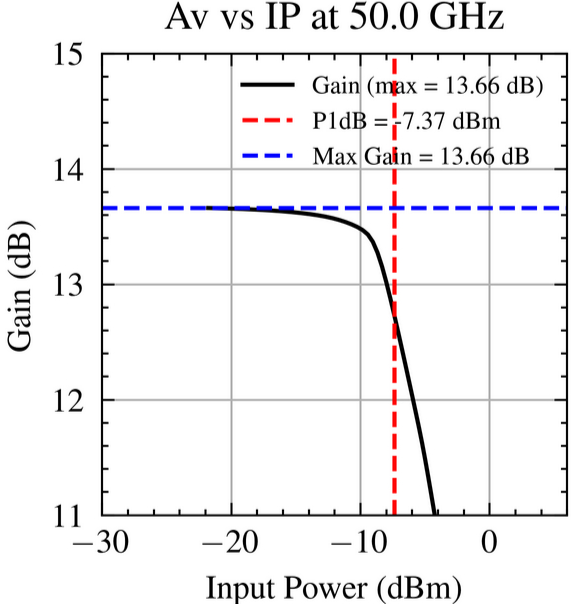 Av vs IP at 50.0 GHz
Gain (max = 13.66 dB)
P1dB = -7.37 dBm
Max Gain = 13.66 dB
15
14
13
12
11
Gain (dB)
−30
−20
−10
0
Input Power (dBm)